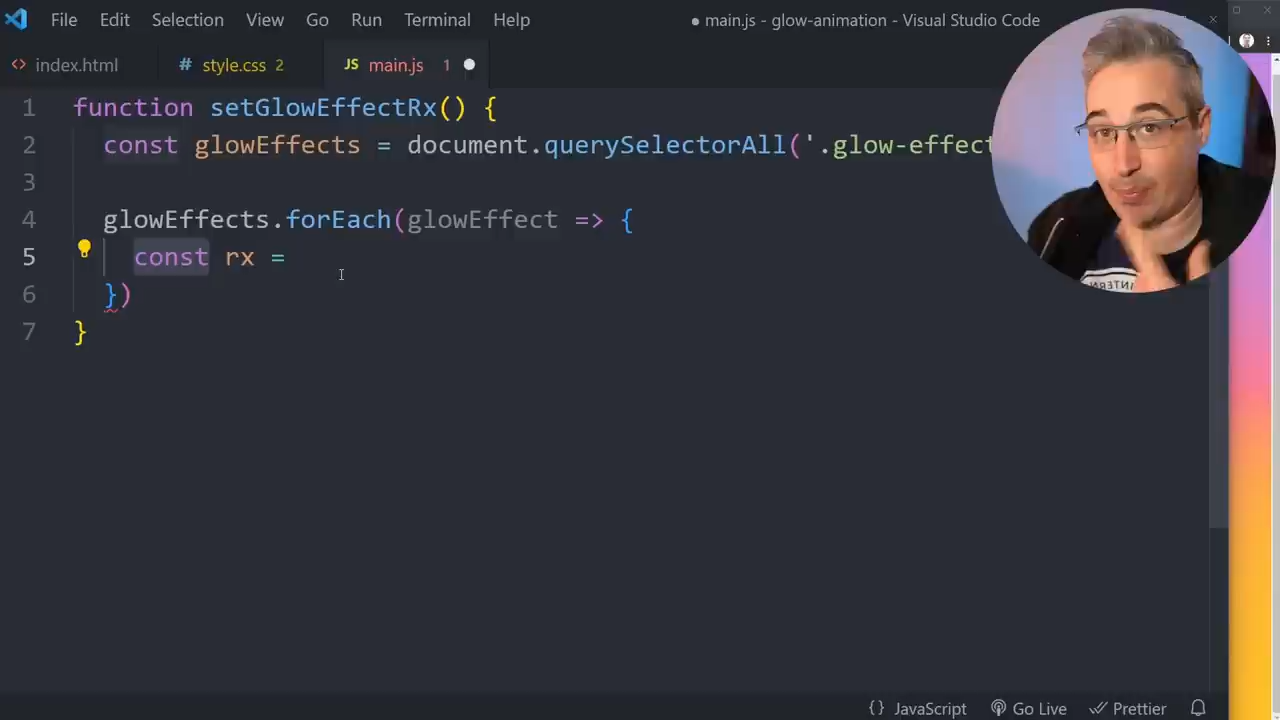 File Edit Selection View Go Run Terminal Help
● main.js - glow-animation - Visual Studio Code
<> index.html
# style.css 2
JS main.js 1 ●
1 function setGlowEffectRx() {
2 const glowEffects = document.querySelectorAll('.glow-effect
3
4 glowEffects.forEach(glowEffect => {
5 const rx =
6 })
7 }
INTERN
{} JavaScript Go Live Prettier